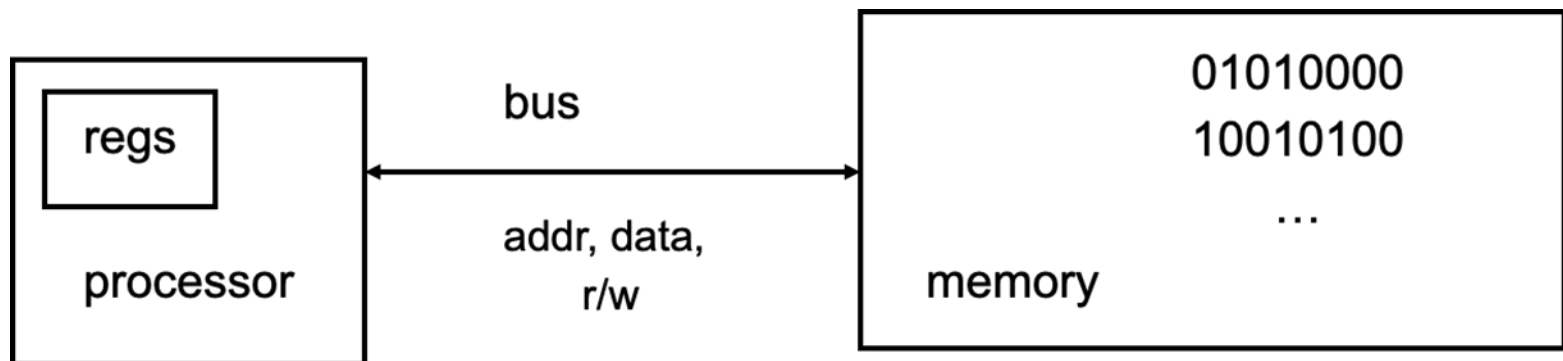 regs
processor
bus
addr, data,
r/w
01010000
10010100
...
memory